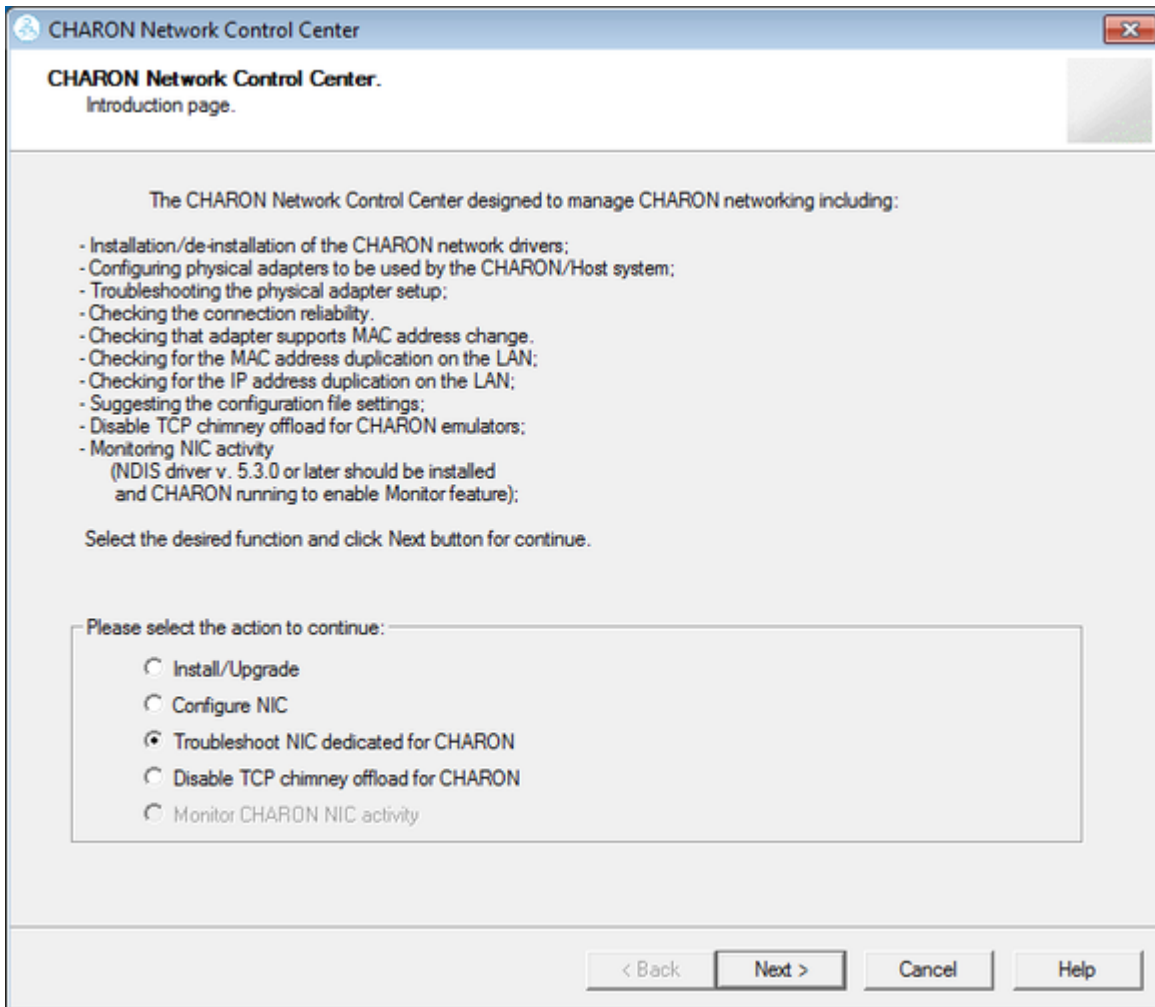 CHARON Network Control Center
CHARON Network Control Center.
Introduction page.
The CHARON Network Control Center designed to manage CHARON networking including:
- Installation/de-installation of the CHARON network drivers;
- Configuring physical adapters to be used by the CHARON/Host system;
- Troubleshooting the physical adapter setup;
- Checking the connection reliability.
- Checking that adapter supports MAC address change.
- Checking for the MAC address duplication on the LAN;
- Checking for the IP address duplication on the LAN;
- Suggesting the configuration file settings;
- Disable TCP chimney offload for CHARON emulators;
- Monitoring NIC activity
(NDIS driver v. 5.3.0 or later should be installed
and CHARON running to enable Monitor feature);
Select the desired function and click Next button for continue.
Please select the action to continue:
Install/Upgrade
Configure NIC
Troubleshoot NIC dedicated for CHARON
Disable TCP chimney offload for CHARON
Monitor CHARON NIC activity
< Back Next > Cancel Help